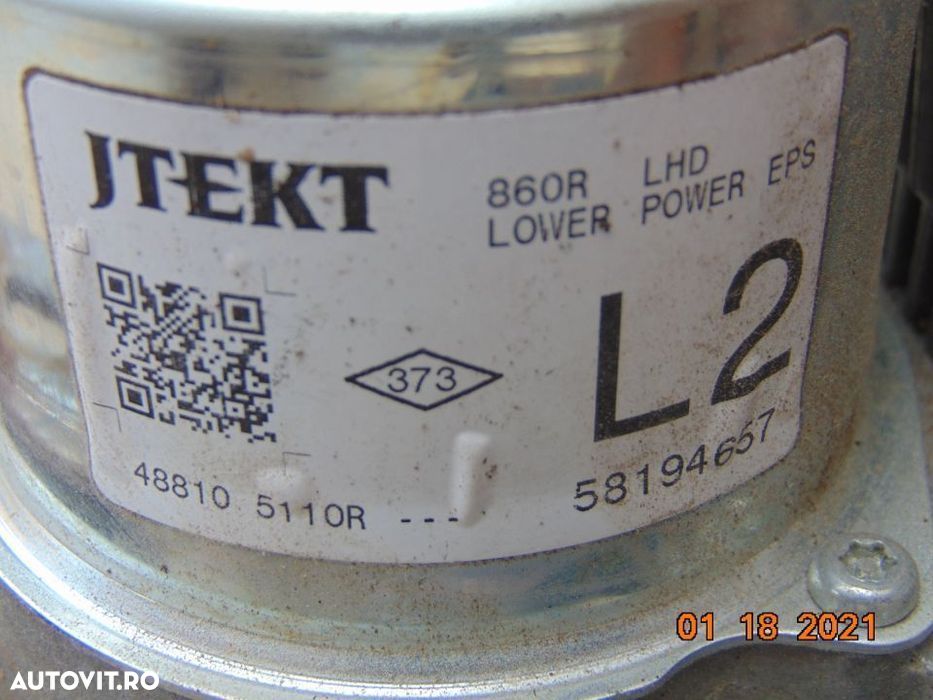 JTEKT
860R LHD
LOWER POWER EPS
L2
373
48810 5110R ---
58194657
01 18 2021
AUTOVIT.RO